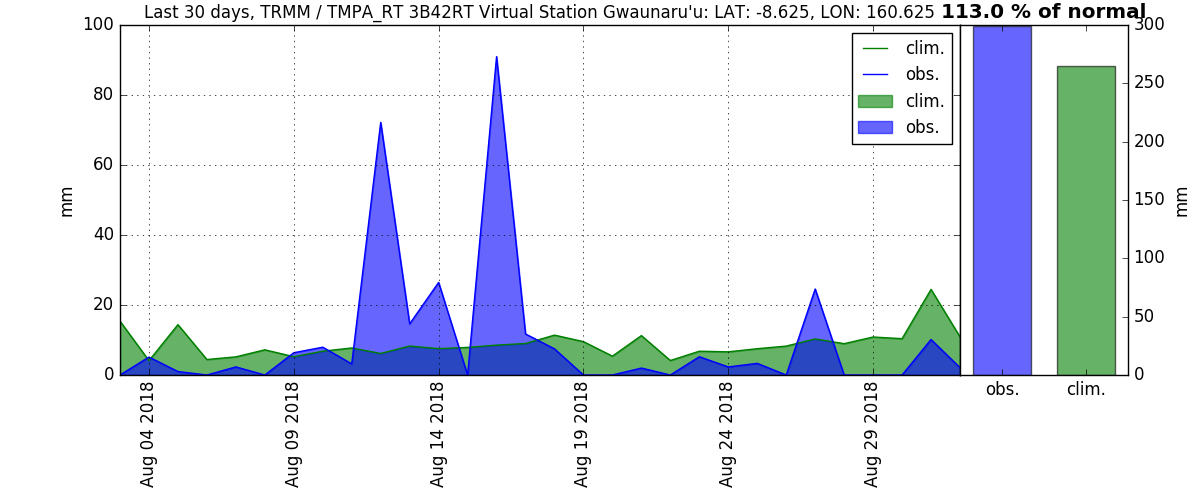 Last 30 days, TRMM / TMPA_RT 3B42RT Virtual Station Gwaunaru'u: LAT: -8.625, LON: 160.625 113.0 % of normal
100
80
60
40
20
0
mm
clim.
obs.
clim.
obs.
300
250
200
150
100
50
0
mm
Aug 04 2018
Aug 09 2018
Aug 14 2018
Aug 19 2018
Aug 24 2018
Aug 29 2018
obs.
clim.